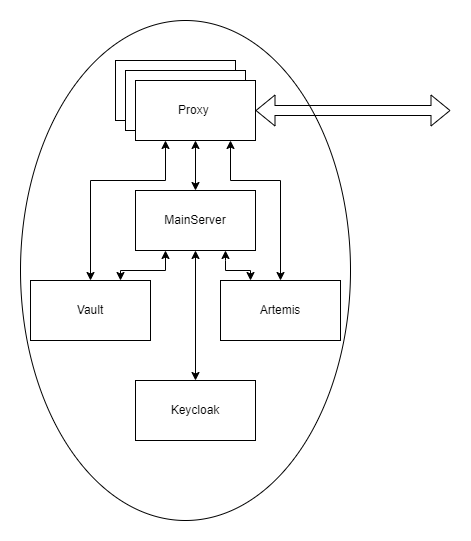 Proxy
MainServer
Vault
Artemis
Keycloak